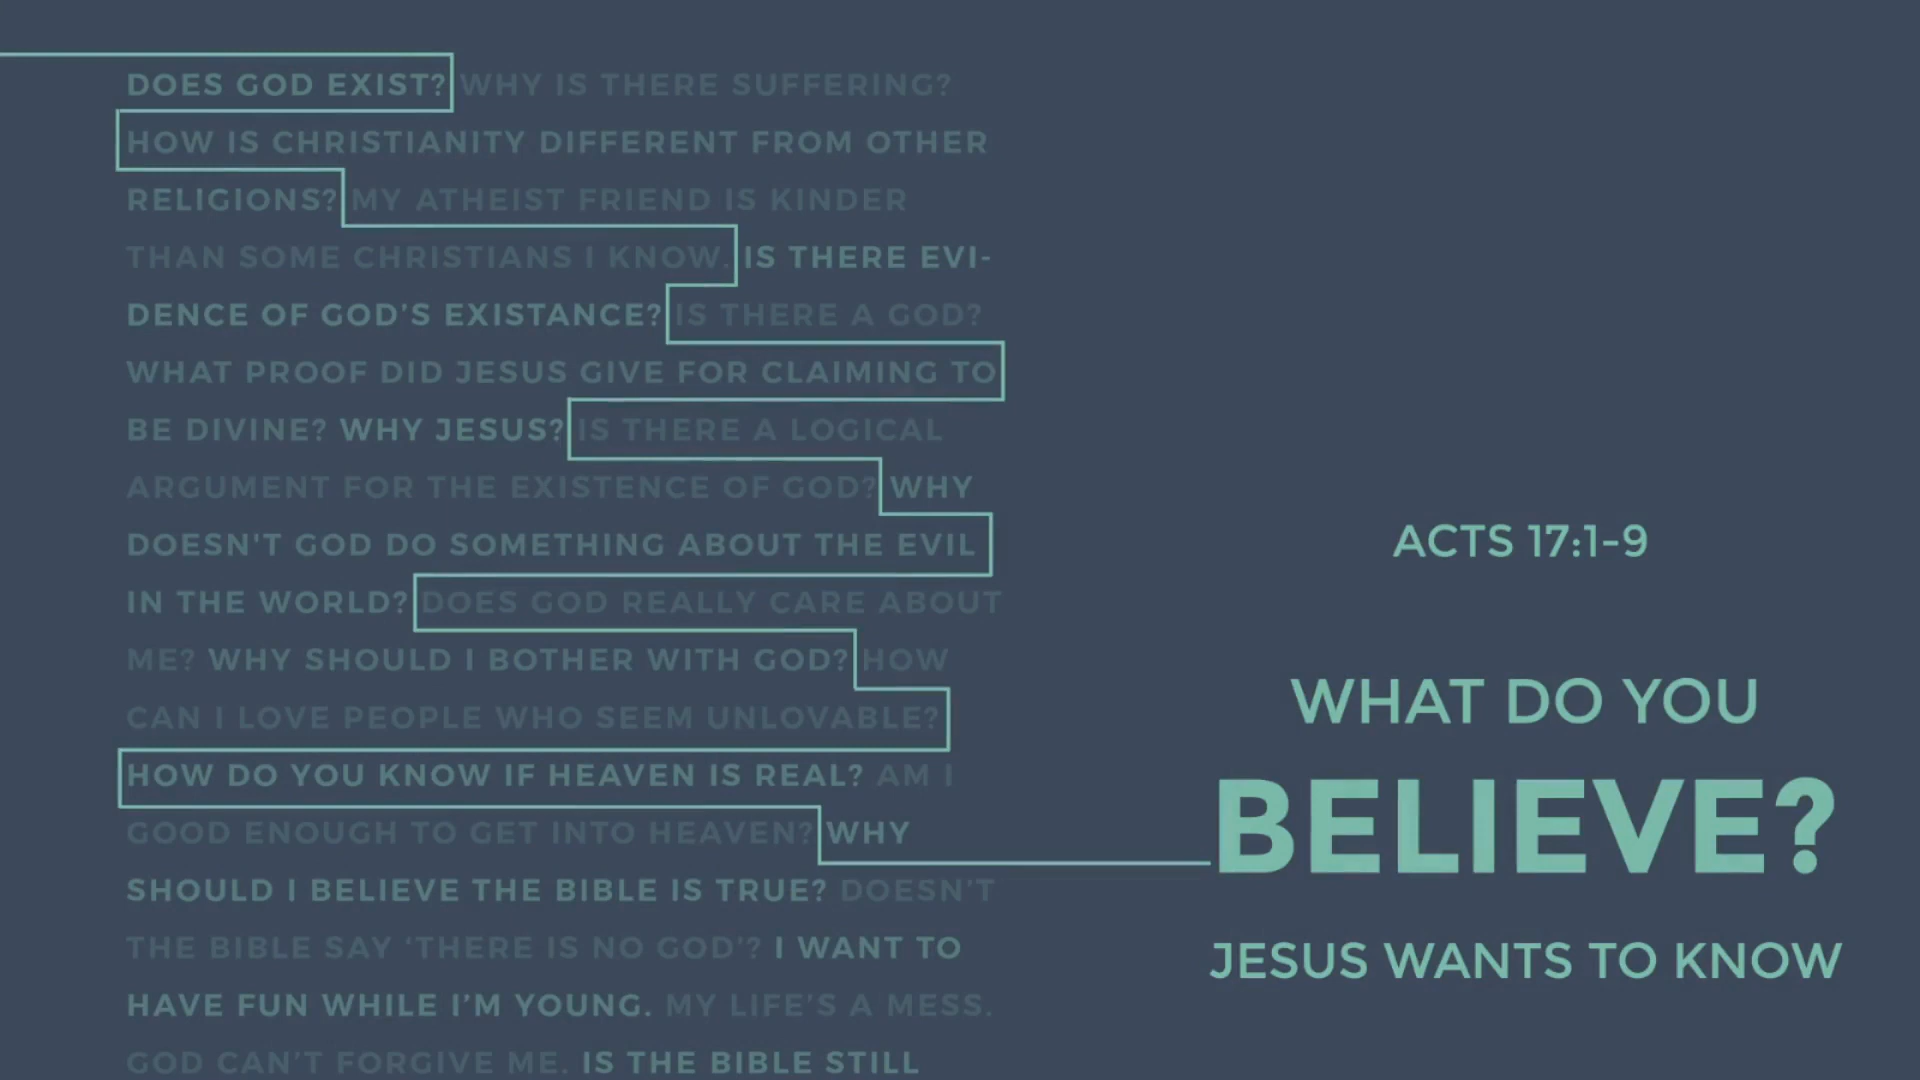 DOES GOD EXIST? WHY IS THERE SUFFERING?
HOW IS CHRISTIANITY DIFFERENT FROM OTHER
RELIGIONS? MY ATHEIST FRIEND IS KINDER
THAN SOME CHRISTIANS I KNOW. IS THERE EVI-
DENCE OF GOD'S EXISTANCE? IS THERE A GOD?
WHAT PROOF DID JESUS GIVE FOR CLAIMING TO
BE DIVINE? WHY JESUS? IS THERE A LOGICAL
ARGUMENT FOR THE EXISTENCE OF GOD? WHY
DOESN'T GOD DO SOMETHING ABOUT THE EVIL
IN THE WORLD? DOES GOD REALLY CARE ABOUT
ME? WHY SHOULD I BOTHER WITH GOD? HOW
CAN I LOVE PEOPLE WHO SEEM UNLOVABLE?
HOW DO YOU KNOW IF HEAVEN IS REAL? AM I
GOOD ENOUGH TO GET INTO HEAVEN? WHY
SHOULD I BELIEVE THE BIBLE IS TRUE? DOESN'T
THE BIBLE SAY 'THERE IS NO GOD'? I WANT TO
HAVE FUN WHILE I'M YOUNG. MY LIFE'S A MESS.
GOD CAN'T FORGIVE ME. IS THE BIBLE STILL
ACTS 17:1-9
WHAT DO YOU
BELIEVE?
JESUS WANTS TO KNOW